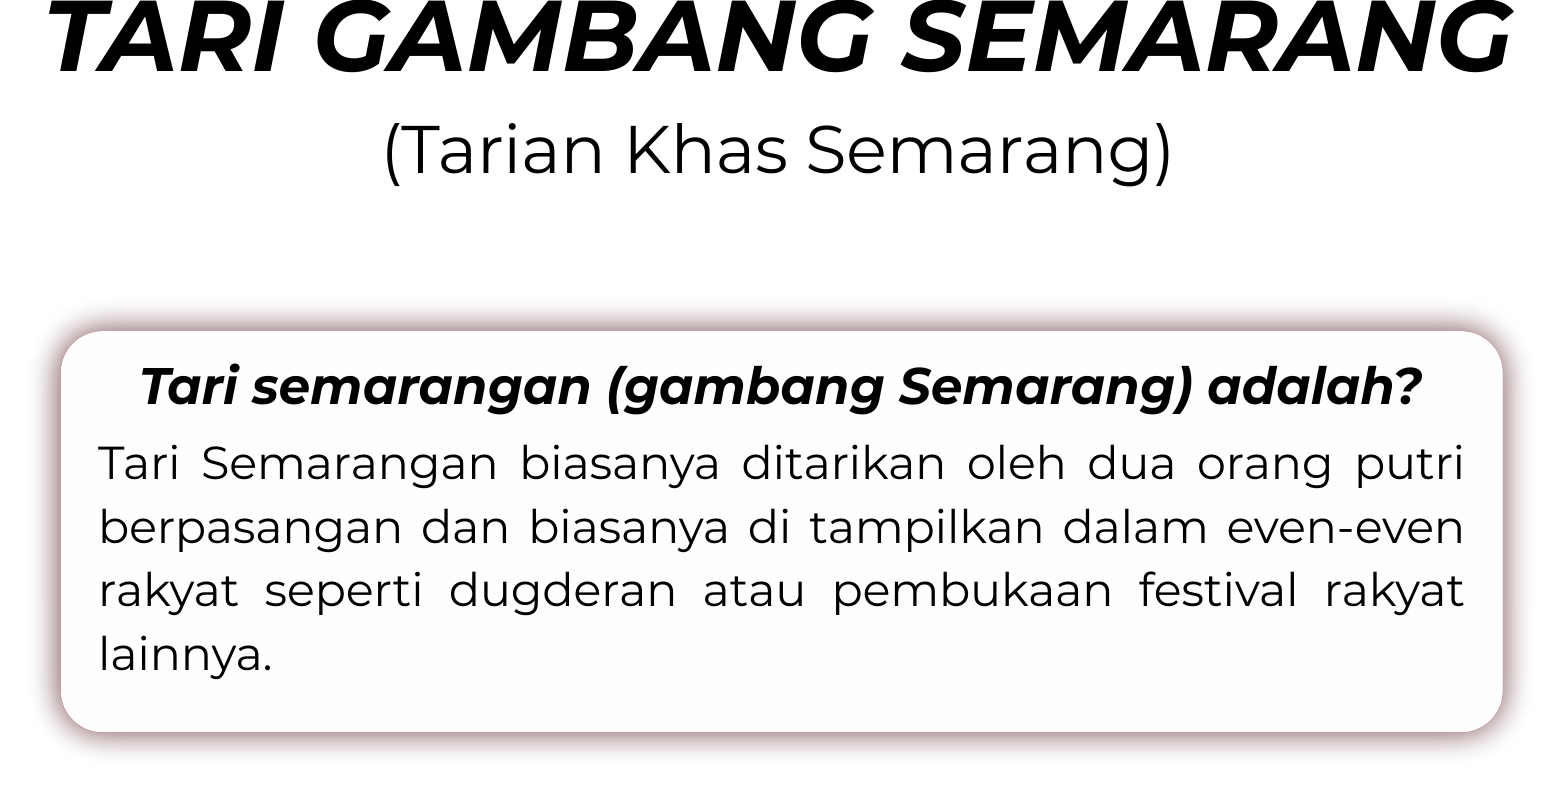 TARI GAMBANG SEMARANG
(Tarian Khas Semarang)
Tari semarangan (gambang Semarang) adalah?
Tari Semarangan biasanya ditarikan oleh dua orang putri
berpasangan dan biasanya di tampilkan dalam even-even
rakyat seperti dugderan atau pembukaan festival rakyat
lainnya.